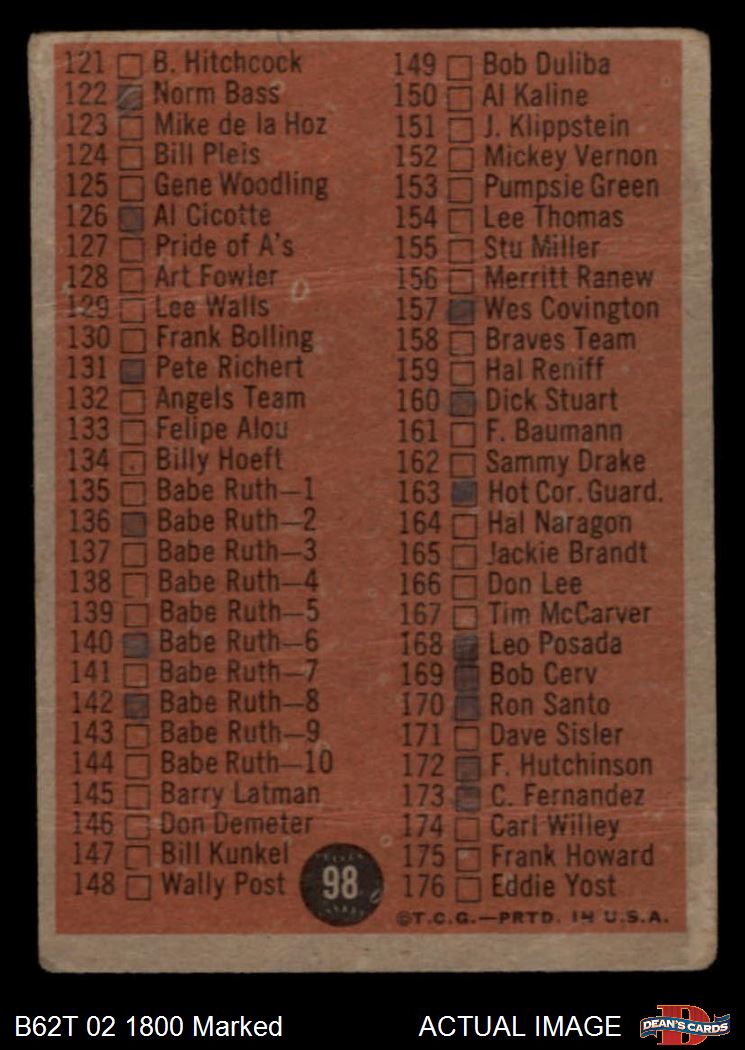 121 B. Hitchcock
122 Norm Bass
123 Mike de la Hoz
124 Bill Pleis
125 Gene Woodling
126 Al Cicotte
127 Pride of A's
128 Art Fowler
129 Lee Walls
130 Frank Bolling
131 Pete Richert
132 Angels Team
133 Felipe Alou
134 Billy Hoeft
135 Babe Ruth—1
136 Babe Ruth—2
137 Babe Ruth—3
138 Babe Ruth—4
139 Babe Ruth—5
140 Babe Ruth—6
141 Babe Ruth—7
142 Babe Ruth—8
143 Babe Ruth—9
144 Babe Ruth—10
145 Barry Latman
146 Don Demeter
147 Bill Kunkel
148 Wally Post
98
149 Bob Duliba
150 Al Kaline
151 J. Klippstein
152 Mickey Vernon
153 Pumpsie Green
154 Lee Thomas
155 Stu Miller
156 Merritt Ranew
157 Wes Covington
158 Braves Team
159 Hal Reniff
160 Dick Stuart
161 F. Baumann
162 Sammy Drake
163 Hot Cor. Guard.
164 Hal Naragon
165 Jackie Brandt
166 Don Lee
167 Tim McCarver
168 Leo Posada
169 Bob Cerv
170 Ron Santo
171 Dave Sisler
172 F. Hutchinson
173 C. Fernandez
174 Carl Willey
175 Frank Howard
176 Eddie Yost
©T.C.G.—PRTD. IN U.S.A.
B62T 02 1800 Marked
ACTUAL IMAGE
D
DEAN'S CARDS